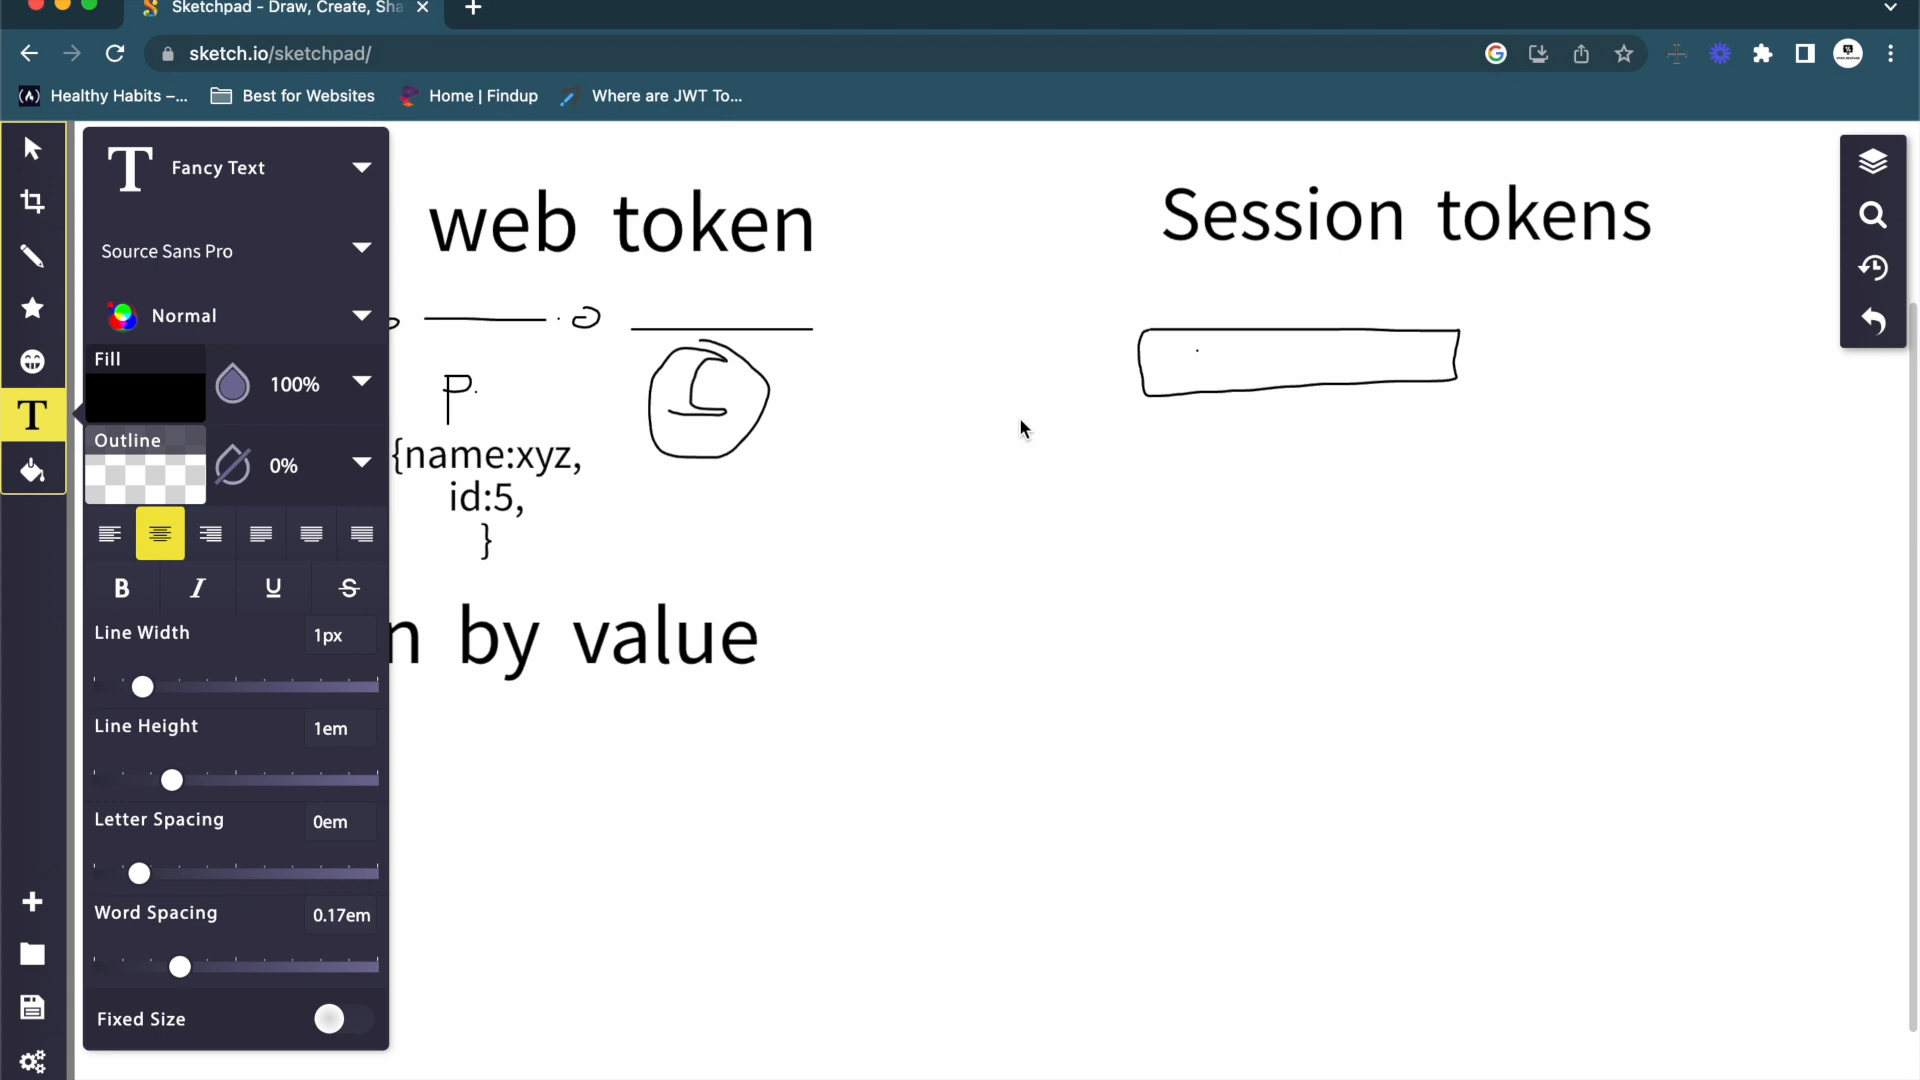 Sketchpad - Draw, Create, Sha
sketch.io/sketchpad/
Healthy Habits –...
Best for Websites
Home | Findup
Where are JWT To...
T Fancy Text
Source Sans Pro
Normal
Fill
100%
Outline
0%
B I U S
Line Width 1px
Line Height 1em
Letter Spacing 0em
Word Spacing 0.17em
Fixed Size
T
web token
P.
{name:xyz,
id:5,
}
n by value
Session tokens